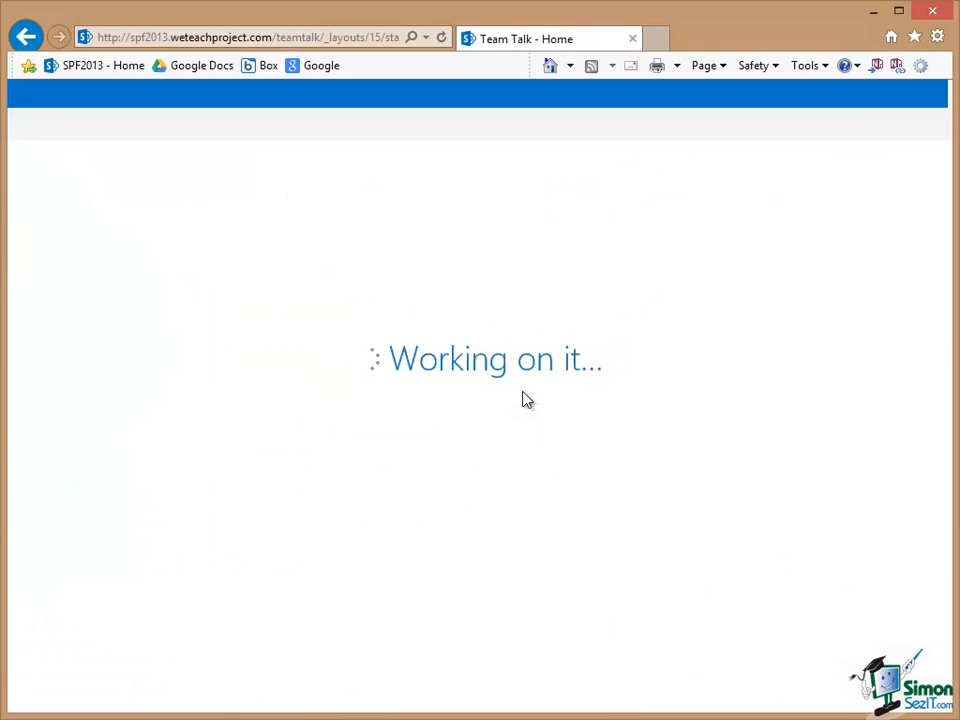 http://spf2013.weteachproject.com/teamtalk/_layouts/15/sta
Team Talk - Home
SPF2013 - Home
Google Docs
Box
Google
Page
Safety
Tools
Working on it...
Simon
SezIT.com